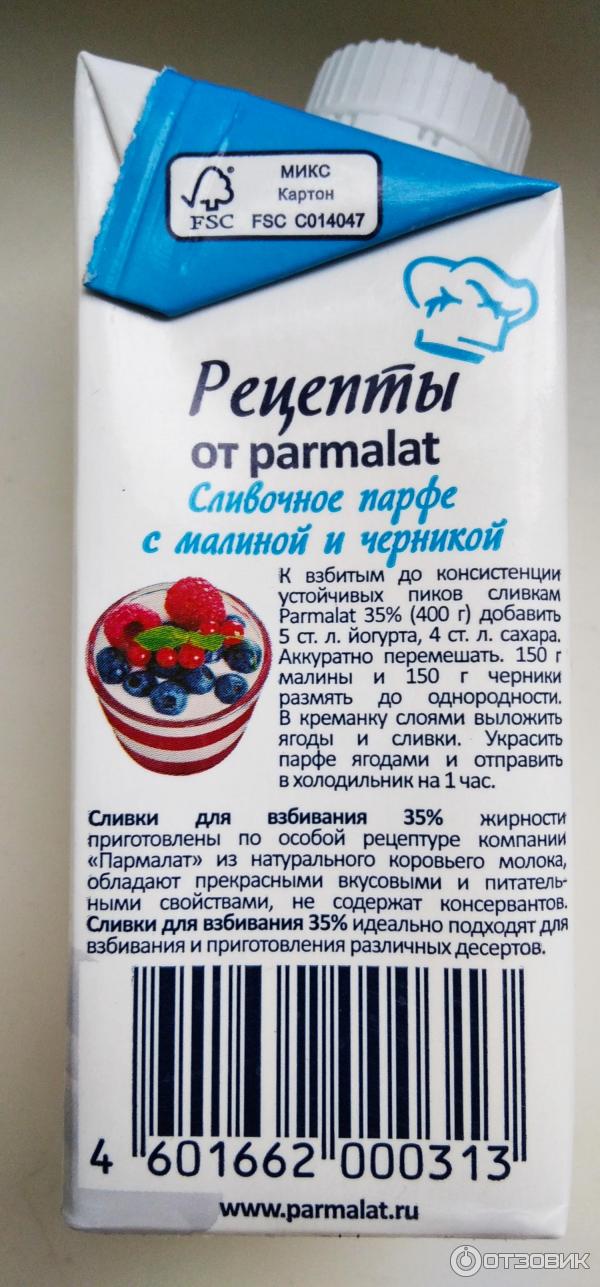 МИКС
Картон
FSC FSC C014047
Рецепты
от parmalat
Сливочное парфе
с малиной и черникой
К взбитым до консистенции
устойчивых пиков сливкам
Parmalat 35% (400 г) добавить
5 ст. л. йогурта, 4 ст. л. сахара.
Аккуратно перемешать. 150 г
малины и 150 г черники
размять до однородности.
В креманку слоями выложить
ягоды и сливки. Украсить
парфе ягодами и отправить
в холодильник на 1 час.
Сливки для взбивания 35% жирности
приготовлены по особой рецептуре компании
«Пармалат» из натурального коровьего молока,
обладают прекрасными вкусовыми и питатель-
ными свойствами, не содержат консервантов.
Сливки для взбивания 35% идеально подходят для
взбивания и приготовления различных десертов.
4 601662 000313
www.parmalat.ru
ОТЗОВИК